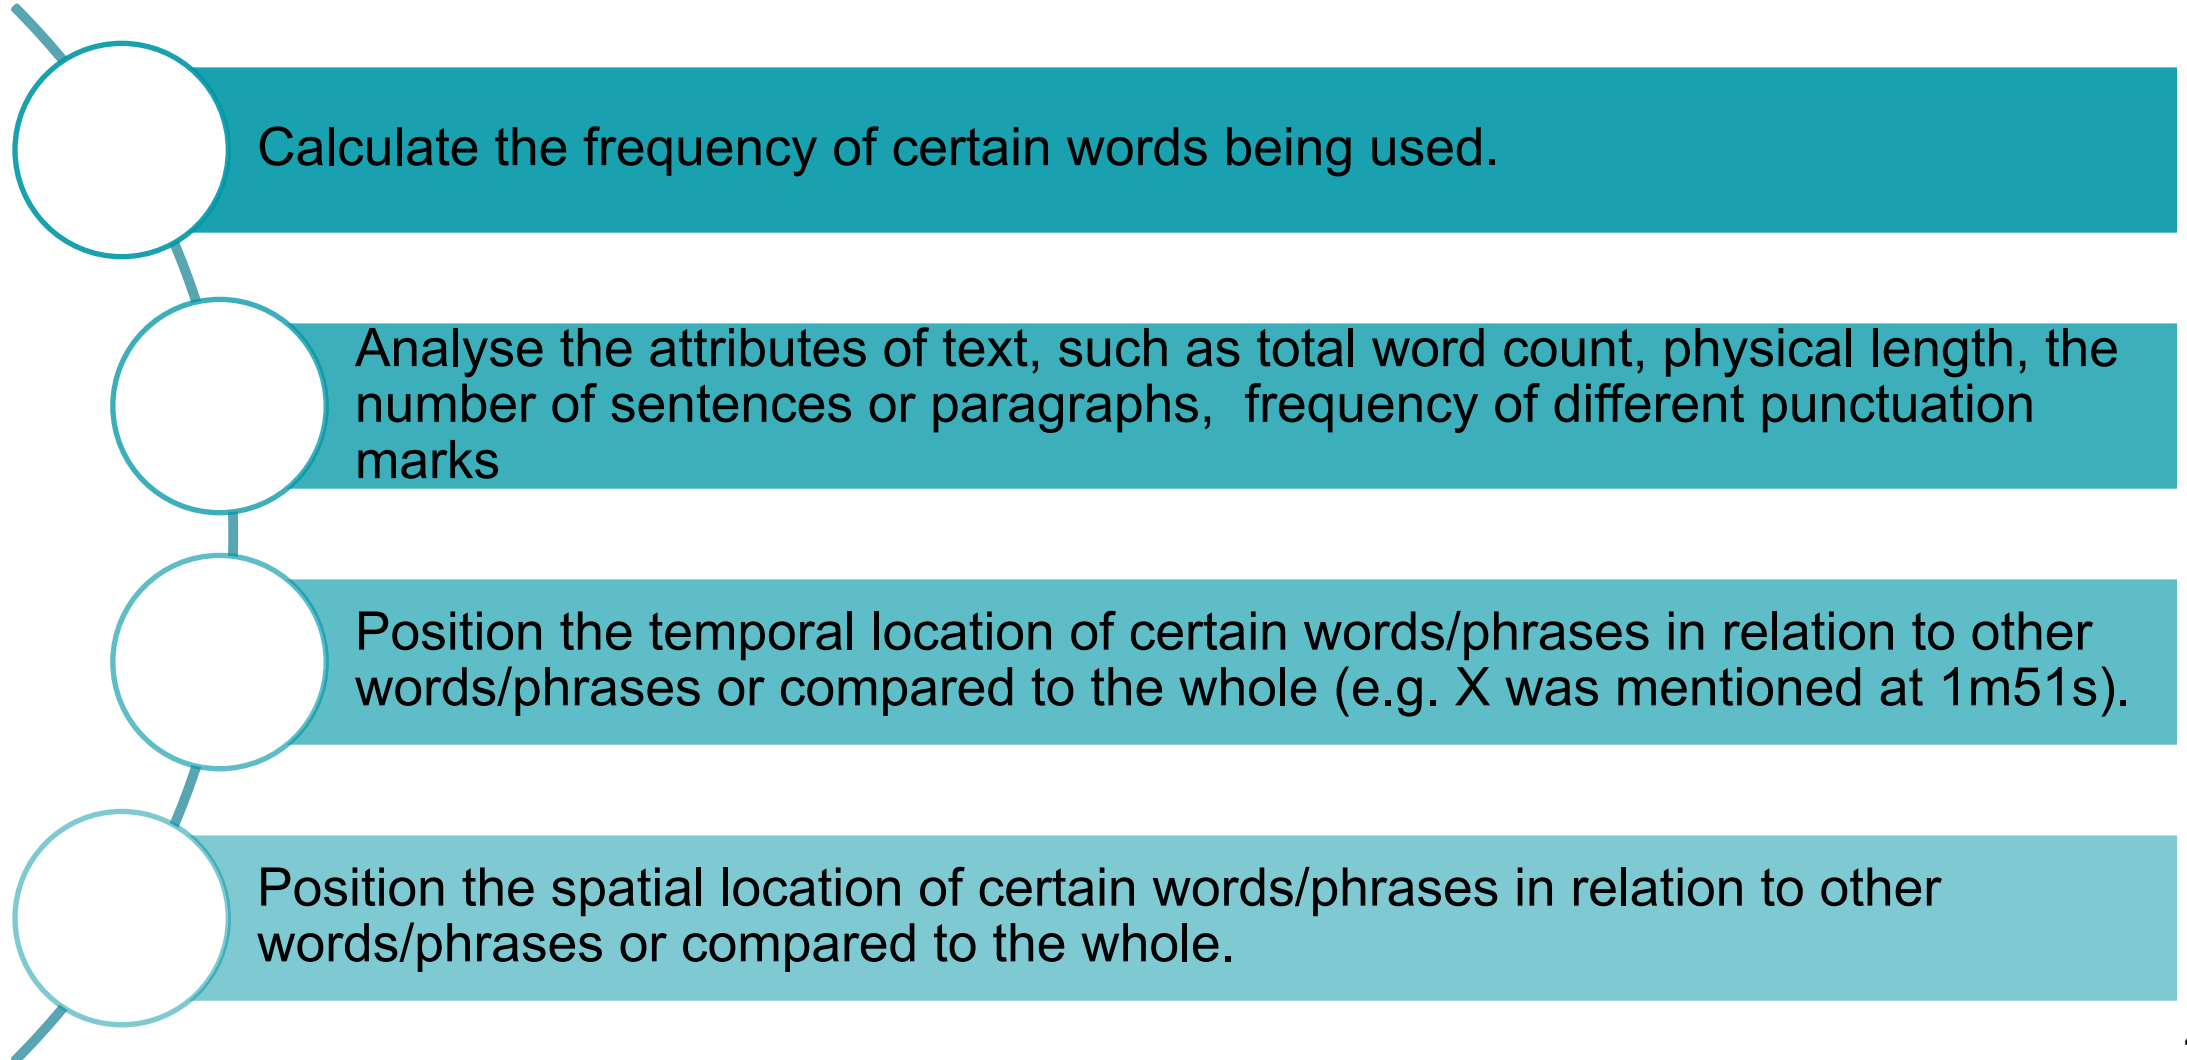 Calculate the frequency of certain words being used.
Analyse the attributes of text, such as total word count, physical length, the
number of sentences or paragraphs,  frequency of different punctuation
marks
Position the temporal location of certain words/phrases in relation to other
words/phrases or compared to the whole (e.g. X was mentioned at 1m51s).
Position the spatial location of certain words/phrases in relation to other
words/phrases or compared to the whole.